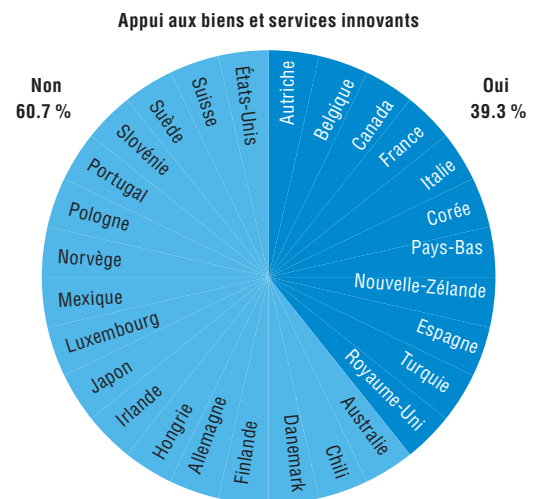 Appui aux biens et services innovants
Non
60.7 %
Oui
39.3 %
Autriche
Belgique
Canada
France
Italie
Corée
Pays-Bas
Nouvelle-Zélande
Espagne
Turquie
Royaume-Uni
Australie
Chili
Danemark
Finlande
Allemagne
Hongrie
Irlande
Japon
Luxembourg
Mexique
Norvège
Pologne
Portugal
Slovénie
Suède
Suisse
États-Unis